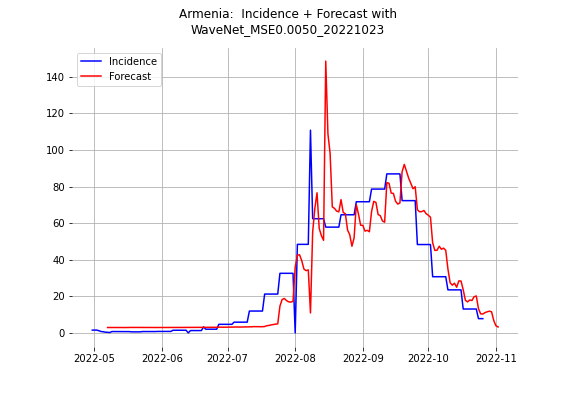 Armenia:  Incidence + Forecast with
WaveNet_MSE0.0050_20221023
Incidence
Forecast
140
120
100
80
60
40
20
0
2022-05 2022-06 2022-07 2022-08 2022-09 2022-10 2022-11